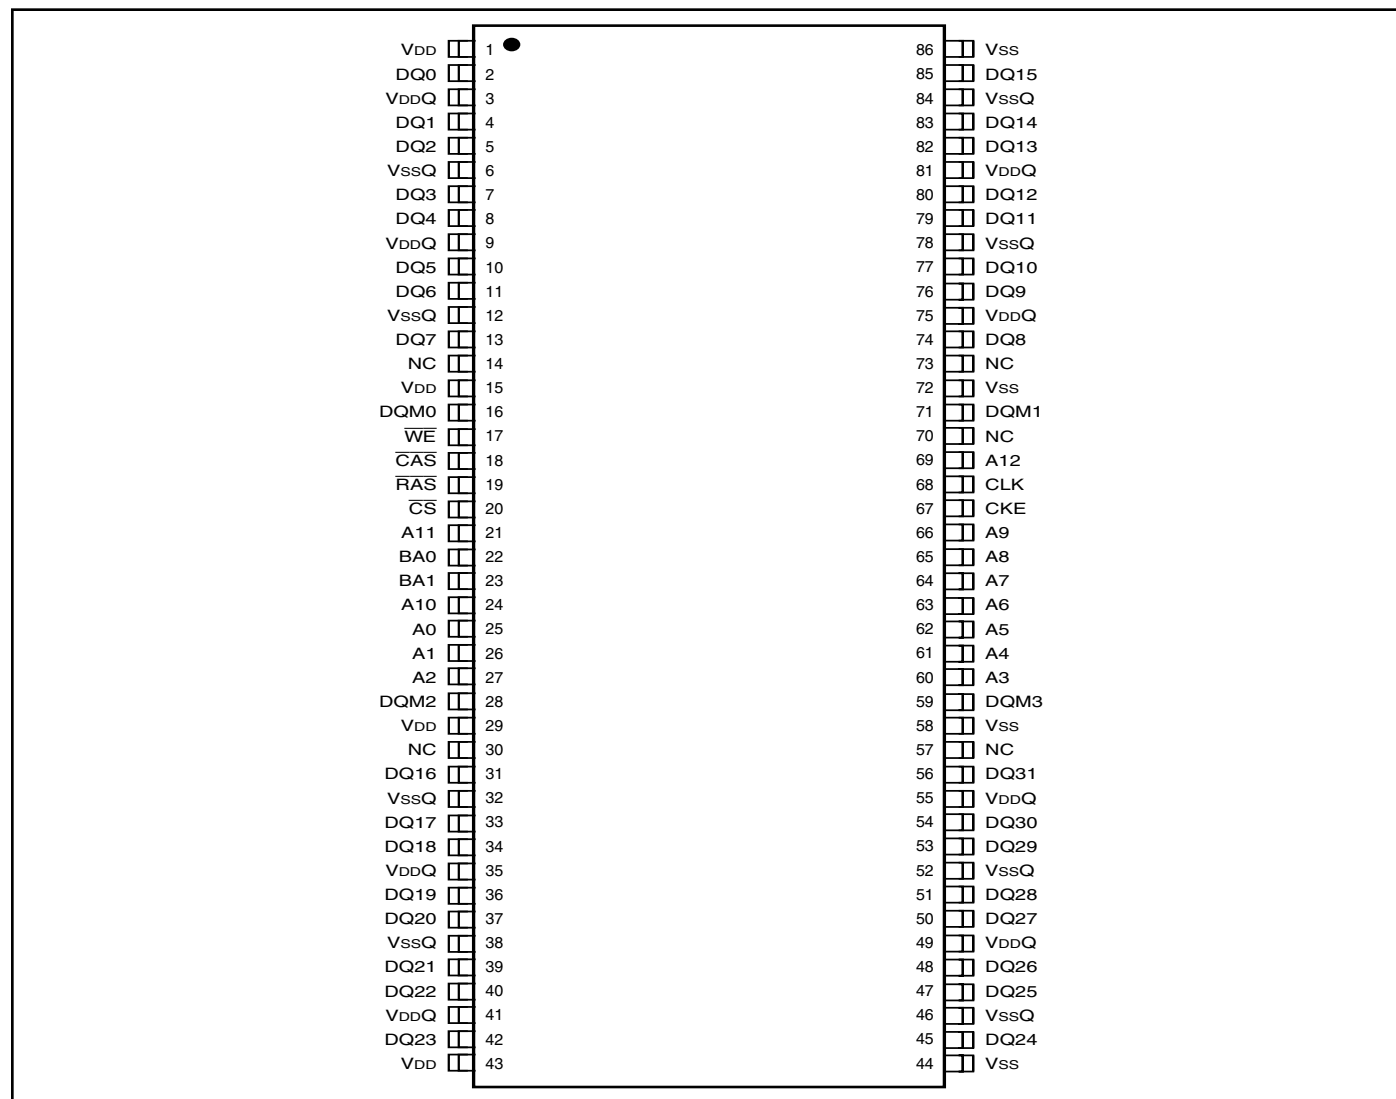 VDD 1 86 VSS
DQ0 2 85 DQ15
VDDQ 3 84 VSSQ
DQ1 4 83 DQ14
DQ2 5 82 DQ13
VSSQ 6 81 VDDQ
DQ3 7 80 DQ12
DQ4 8 79 DQ11
VDDQ 9 78 VSSQ
DQ5 10 77 DQ10
DQ6 11 76 DQ9
VSSQ 12 75 VDDQ
DQ7 13 74 DQ8
NC 14 73 NC
VDD 15 72 VSS
DQM0 16 71 DQM1
W̅E̅ 17 70 NC
C̅A̅S̅ 18 69 A12
R̅A̅S̅ 19 68 CLK
C̅S̅ 20 67 CKE
A11 21 66 A9
BA0 22 65 A8
BA1 23 64 A7
A10 24 63 A6
A0 25 62 A5
A1 26 61 A4
A2 27 60 A3
DQM2 28 59 DQM3
VDD 29 58 VSS
NC 30 57 NC
DQ16 31 56 DQ31
VSSQ 32 55 VDDQ
DQ17 33 54 DQ30
DQ18 34 53 DQ29
VDDQ 35 52 VSSQ
DQ19 36 51 DQ28
DQ20 37 50 DQ27
VSSQ 38 49 VDDQ
DQ21 39 48 DQ26
DQ22 40 47 DQ25
VDDQ 41 46 VSSQ
DQ23 42 45 DQ24
VDD 43 44 VSS